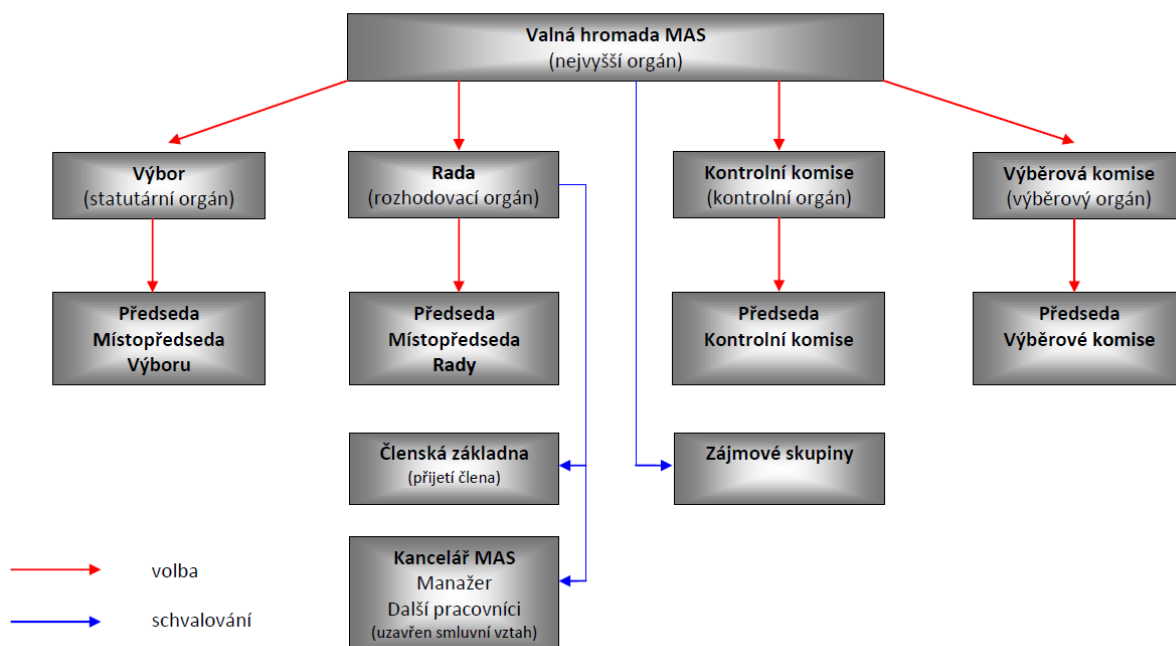 Valná hromada MAS
(nejvyšší orgán)
Výbor
(statutární orgán)
Rada
(rozhodovací orgán)
Kontrolní komise
(kontrolní orgán)
Výběrová komise
(výběrový orgán)
Předseda
Místopředseda
Výboru
Předseda
Místopředseda
Rady
Předseda
Kontrolní komise
Předseda
Výběrové komise
Členská základna
(přijetí člena)
Zájmové skupiny
Kancelář MAS
Manažer
Další pracovníci
(uzavřen smluvní vztah)
volba
schvalování